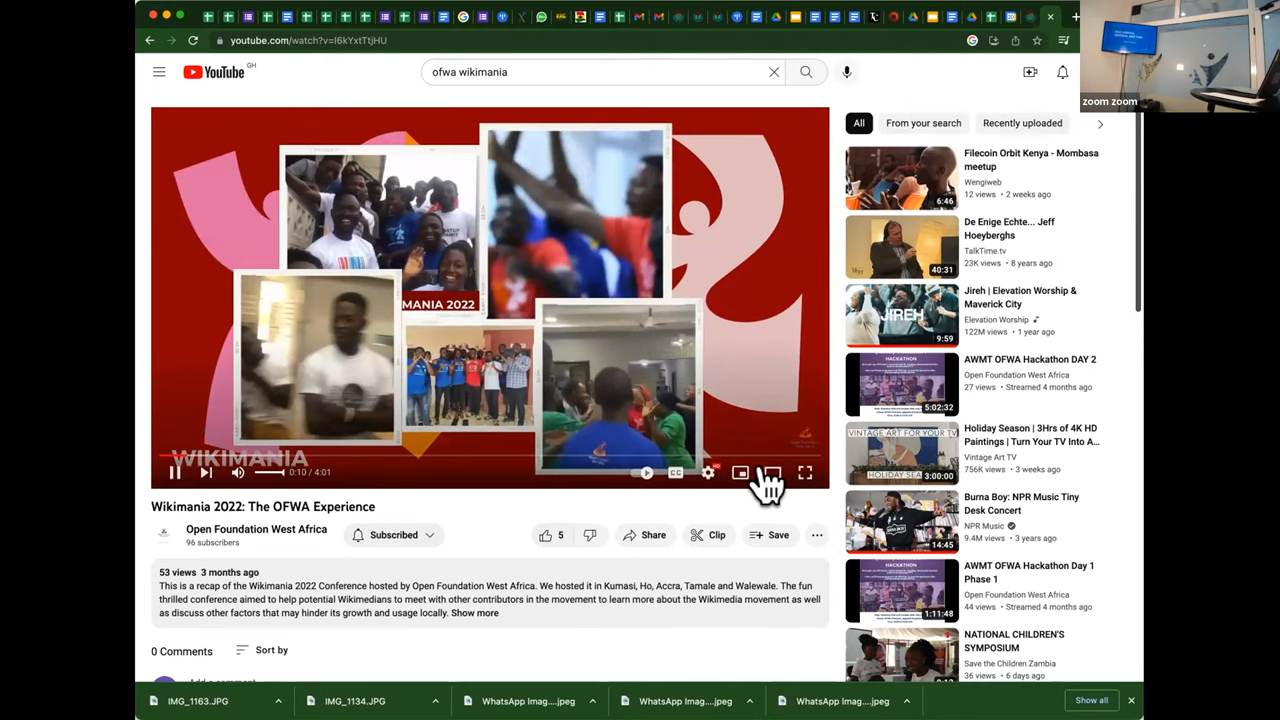 youtube.com/watch?v=I6kYxtTtjHU
zoom zoom
YouTube GH
ofwa wikimania
All
From your search
Recently uploaded
MANIA 2022
WIKIMANIA
0:10 / 4:01
CC
HD
Wikimania 2022: The OFWA Experience
Open Foundation West Africa
96 subscribers
Subscribed
5
Share
Clip
Save
53 views 3 months ago
This is a recap of the Wikimania 2022 Conference hosted by Open Foundation West Africa. We hosted it in Kumasi, Ho, Accra, Tamale and Walewale. The fun
thrilled conference aimed to help potential Wikimedians to meet with other contributors in the movement to learn more about the Wikimedia movement as well
as discuss other factors that may hinder its growth and usage locally. Show more
0 Comments
Sort by
Filecoin Orbit Kenya - Mombasa
meetup
Wengiweb
12 views • 2 weeks ago
6:46
De Enige Echte... Jeff
Hoeyberghs
TalkTime.tv
23K views • 8 years ago
40:31
Jireh | Elevation Worship &
Maverick City
Elevation Worship
122M views • 1 year ago
JIREH
9:59
AWMT OFWA Hackathon DAY 2
Open Foundation West Africa
27 views • Streamed 4 months ago
HACKATHON
5:02:32
Holiday Season | 3Hrs of 4K HD
Paintings | Turn Your TV Into A...
Vintage Art TV
756K views • 3 weeks ago
VINTAGE ART FOR YOUR TV
3:00:00
Burna Boy: NPR Music Tiny
Desk Concert
NPR Music
9.4M views • 3 years ago
14:45
AWMT OFWA Hackathon Day 1
Phase 1
Open Foundation West Africa
44 views • Streamed 4 months ago
HACKATHON
1:11:48
NATIONAL CHILDREN'S
SYMPOSIUM
Save the Children Zambia
36 views • 6 days ago
IMG_1163.JPG
IMG_1134.JPG
WhatsApp Imag....jpeg
WhatsApp Imag....jpeg
WhatsApp Imag....jpeg
Show all